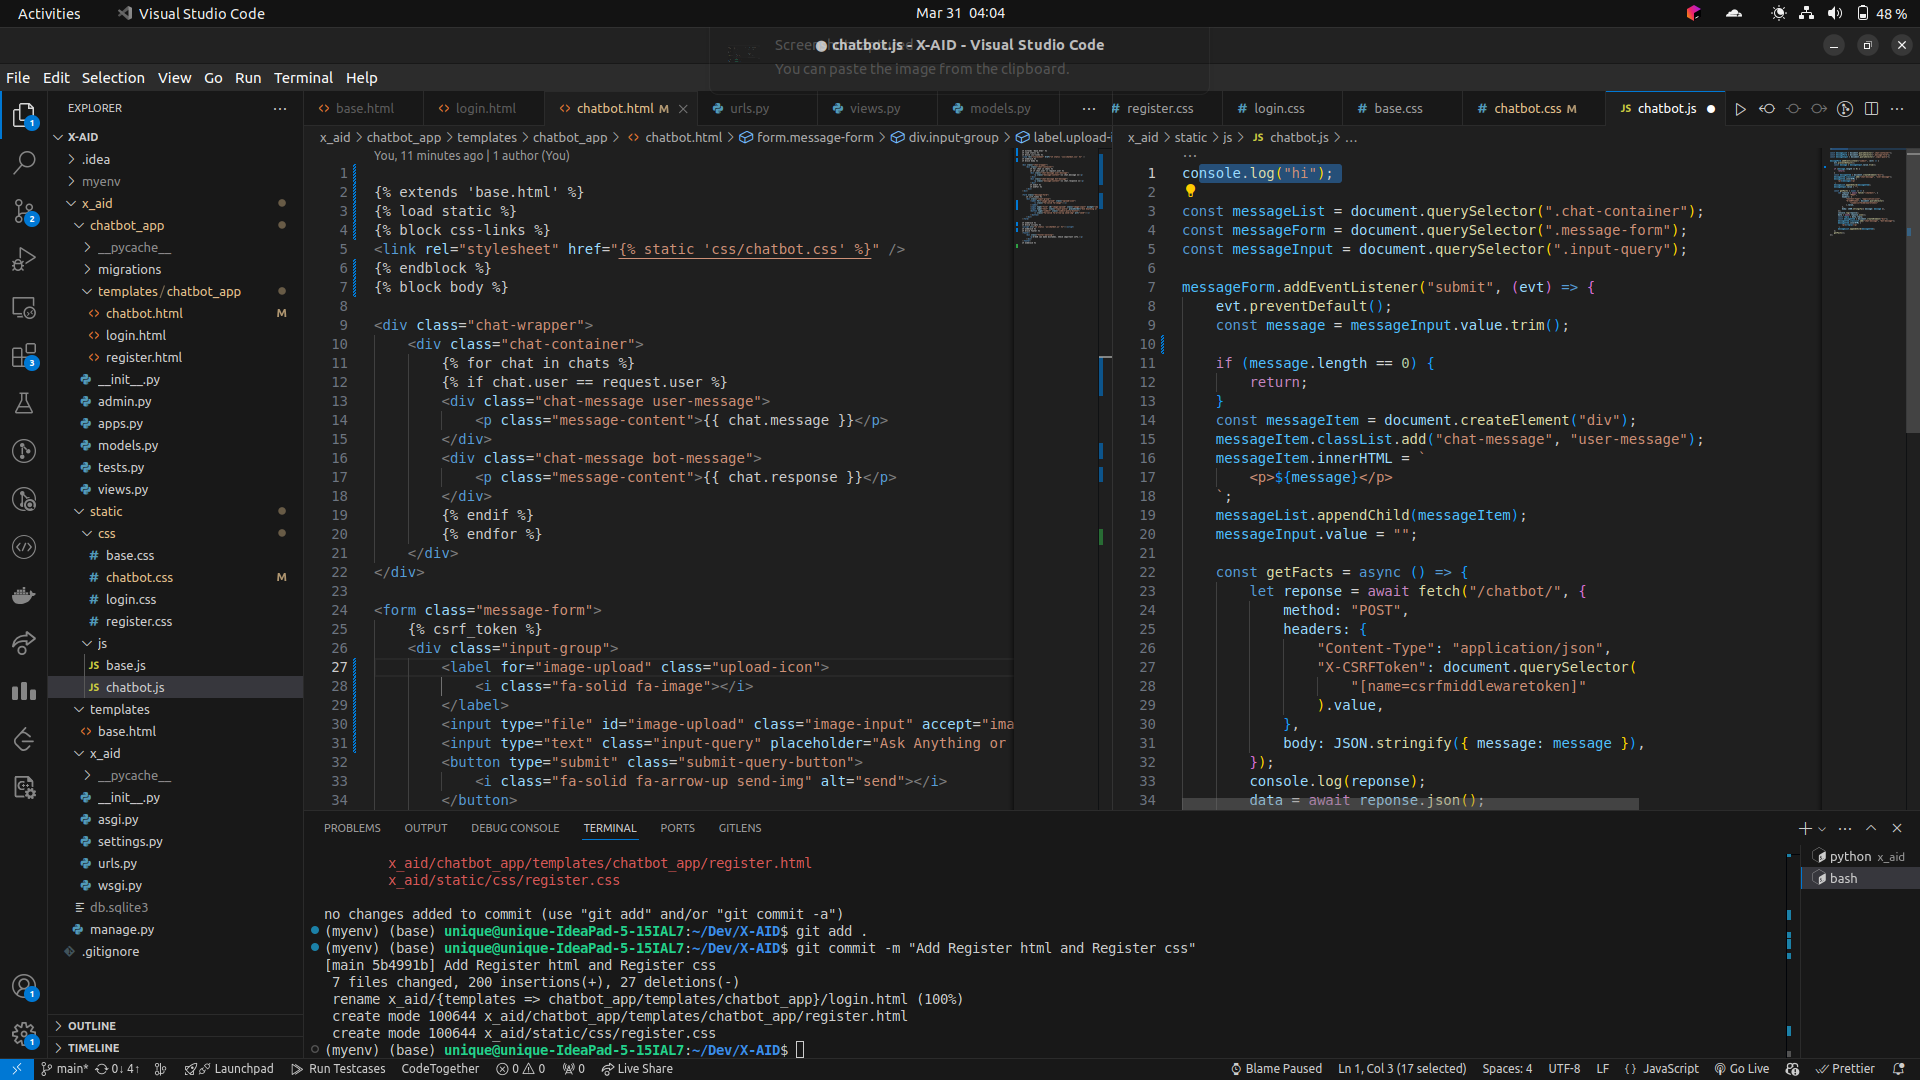 Activities
Visual Studio Code
Mar 31 04:04
48 %
chatbot.js - X-AID - Visual Studio Code
You can paste the image from the clipboard.
File Edit Selection View Go Run Terminal Help
EXPLORER
X-AID
.idea
myenv
x_aid
chatbot_app
__pycache__
migrations
templates/chatbot_app
chatbot.html M
login.html
register.html
__init__.py
admin.py
apps.py
models.py
tests.py
views.py
static
css
base.css
chatbot.css M
login.css
register.css
js
base.js
chatbot.js
templates
base.html
x_aid
__pycache__
__init__.py
asgi.py
settings.py
urls.py
wsgi.py
db.sqlite3
manage.py
.gitignore
OUTLINE
TIMELINE
1
2
3
1
1
base.html login.html chatbot.html M urls.py views.py models.py
x_aid > chatbot_app > templates > chatbot_app > chatbot.html > form.message-form > div.input-group > label.upload-i
You, 11 minutes ago | 1 author (You)
1
2 {% extends 'base.html' %}
3 {% load static %}
4 {% block css-links %}
5 <link rel="stylesheet" href="{% static 'css/chatbot.css' %}" />
6 {% endblock %}
7 {% block body %}
8
9 <div class="chat-wrapper">
10 <div class="chat-container">
11 {% for chat in chats %}
12 {% if chat.user == request.user %}
13 <div class="chat-message user-message">
14 <p class="message-content">{{ chat.message }}</p>
15 </div>
16 <div class="chat-message bot-message">
17 <p class="message-content">{{ chat.response }}</p>
18 </div>
19 {% endif %}
20 {% endfor %}
21 </div>
22 </div>
23
24 <form class="message-form">
25 {% csrf_token %}
26 <div class="input-group">
27 <label for="image-upload" class="upload-icon">
28 <i class="fa-solid fa-image"></i>
29 </label>
30 <input type="file" id="image-upload" class="image-input" accept="ima
31 <input type="text" class="input-query" placeholder="Ask Anything or
32 <button type="submit" class="submit-query-button">
33 <i class="fa-solid fa-arrow-up send-img" alt="send"></i>
34 </button>
register.css login.css base.css chatbot.css M chatbot.js
x_aid > static > js > chatbot.js > ...
1 console.log("hi");
2
3 const messageList = document.querySelector(".chat-container");
4 const messageForm = document.querySelector(".message-form");
5 const messageInput = document.querySelector(".input-query");
6
7 messageForm.addEventListener("submit", (evt) => {
8 evt.preventDefault();
9 const message = messageInput.value.trim();
10
11 if (message.length == 0) {
12 return;
13 }
14 const messageItem = document.createElement("div");
15 messageItem.classList.add("chat-message", "user-message");
16 messageItem.innerHTML = `
17 <p>${message}</p>
18 `;
19 messageList.appendChild(messageItem);
20 messageInput.value = "";
21
22 const getFacts = async () => {
23 let reponse = await fetch("/chatbot/", {
24 method: "POST",
25 headers: {
26 "Content-Type": "application/json",
27 "X-CSRFToken": document.querySelector(
28 "[name=csrfmiddlewaretoken]"
29 ).value,
30 },
31 body: JSON.stringify({ message: message }),
32 });
33 console.log(reponse);
34 data = await reponse.json();
PROBLEMS OUTPUT DEBUG CONSOLE TERMINAL PORTS GITLENS
x_aid/chatbot_app/templates/chatbot_app/register.html
x_aid/static/css/register.css
no changes added to commit (use "git add" and/or "git commit -a")
(myenv) (base) unique@unique-IdeaPad-5-15IAL7:~/Dev/X-AID$ git add .
(myenv) (base) unique@unique-IdeaPad-5-15IAL7:~/Dev/X-AID$ git commit -m "Add Register html and Register css"
[main 5b4991b] Add Register html and Register css
7 files changed, 200 insertions(+), 27 deletions(-)
rename x_aid/{templates => chatbot_app/templates/chatbot_app}/login.html (100%)
create mode 100644 x_aid/chatbot_app/templates/chatbot_app/register.html
create mode 100644 x_aid/static/css/register.css
(myenv) (base) unique@unique-IdeaPad-5-15IAL7:~/Dev/X-AID$
python x_aid
bash
main* 0↓ 4↑ Launchpad Run Testcases CodeTogether 0 0 0 Live Share
Blame Paused Ln 1, Col 3 (17 selected) Spaces: 4 UTF-8 LF {} JavaScript Go Live Prettier